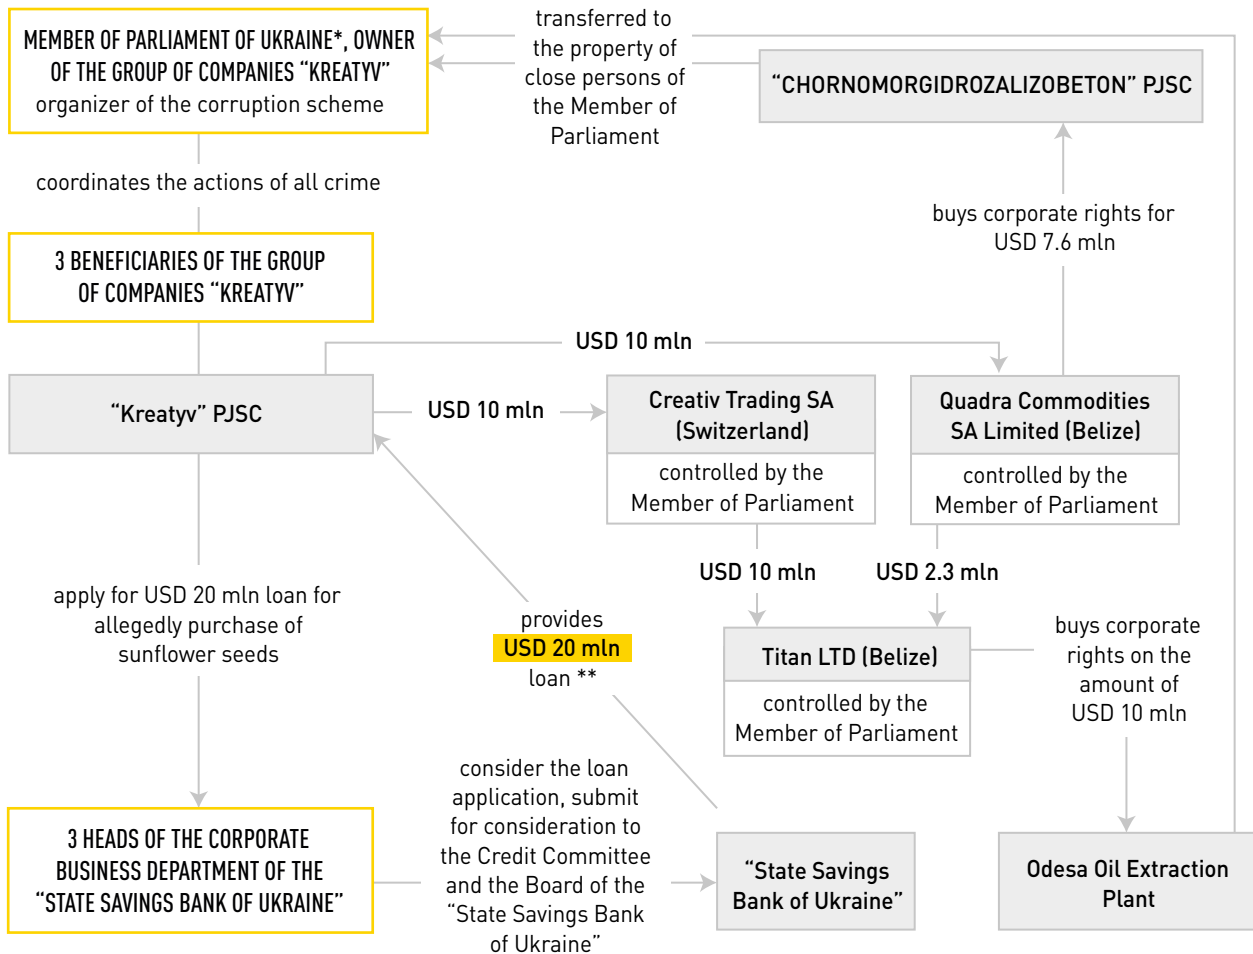 MEMBER OF PARLIAMENT OF UKRAINE*, OWNER
OF THE GROUP OF COMPANIES “KREATYV”
organizer of the corruption scheme
transferred to
the property of
close persons of
the Member of
Parliament
“CHORNOMORGIDROZALIZOBETON” PJSC
coordinates the actions of all crime
buys corporate rights for
USD 7.6 mln
3 BENEFICIARIES OF THE GROUP
OF COMPANIES “KREATYV”
USD 10 mln
“Kreatyv” PJSC
USD 10 mln
Creativ Trading SA
(Switzerland)
controlled by the
Member of Parliament
Quadra Commodities
SA Limited (Belize)
controlled by the
Member of Parliament
USD 10 mln
USD 2.3 mln
apply for USD 20 mln loan for
allegedly purchase of
sunflower seeds
provides
USD 20 mln
loan **
Titan LTD (Belize)
controlled by the
Member of Parliament
buys corporate
rights on the
amount of
USD 10 mln
3 HEADS OF THE CORPORATE
BUSINESS DEPARTMENT OF THE
“STATE SAVINGS BANK OF UKRAINE”
consider the loan
application, submit
for consideration to
the Credit Committee
and the Board of the
“State Savings Bank
of Ukraine”
“State Savings
Bank of Ukraine”
Odesa Oil Extraction
Plant